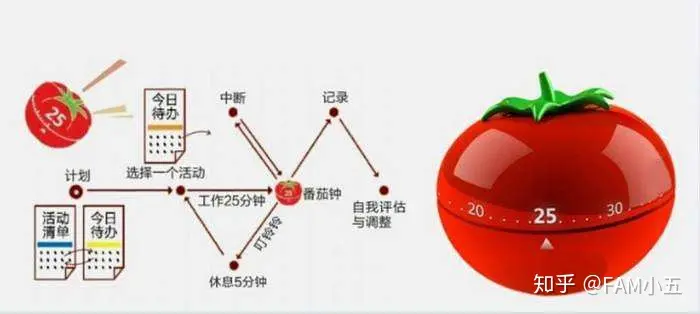 25
今日
待办
中断
记录
计划
选择一个活动
工作25分钟
25
番茄钟
自我评估
与调整
活动
清单
今日
待办
叮铃铃
休息5分钟
20
25
30
知乎 @FAM小五